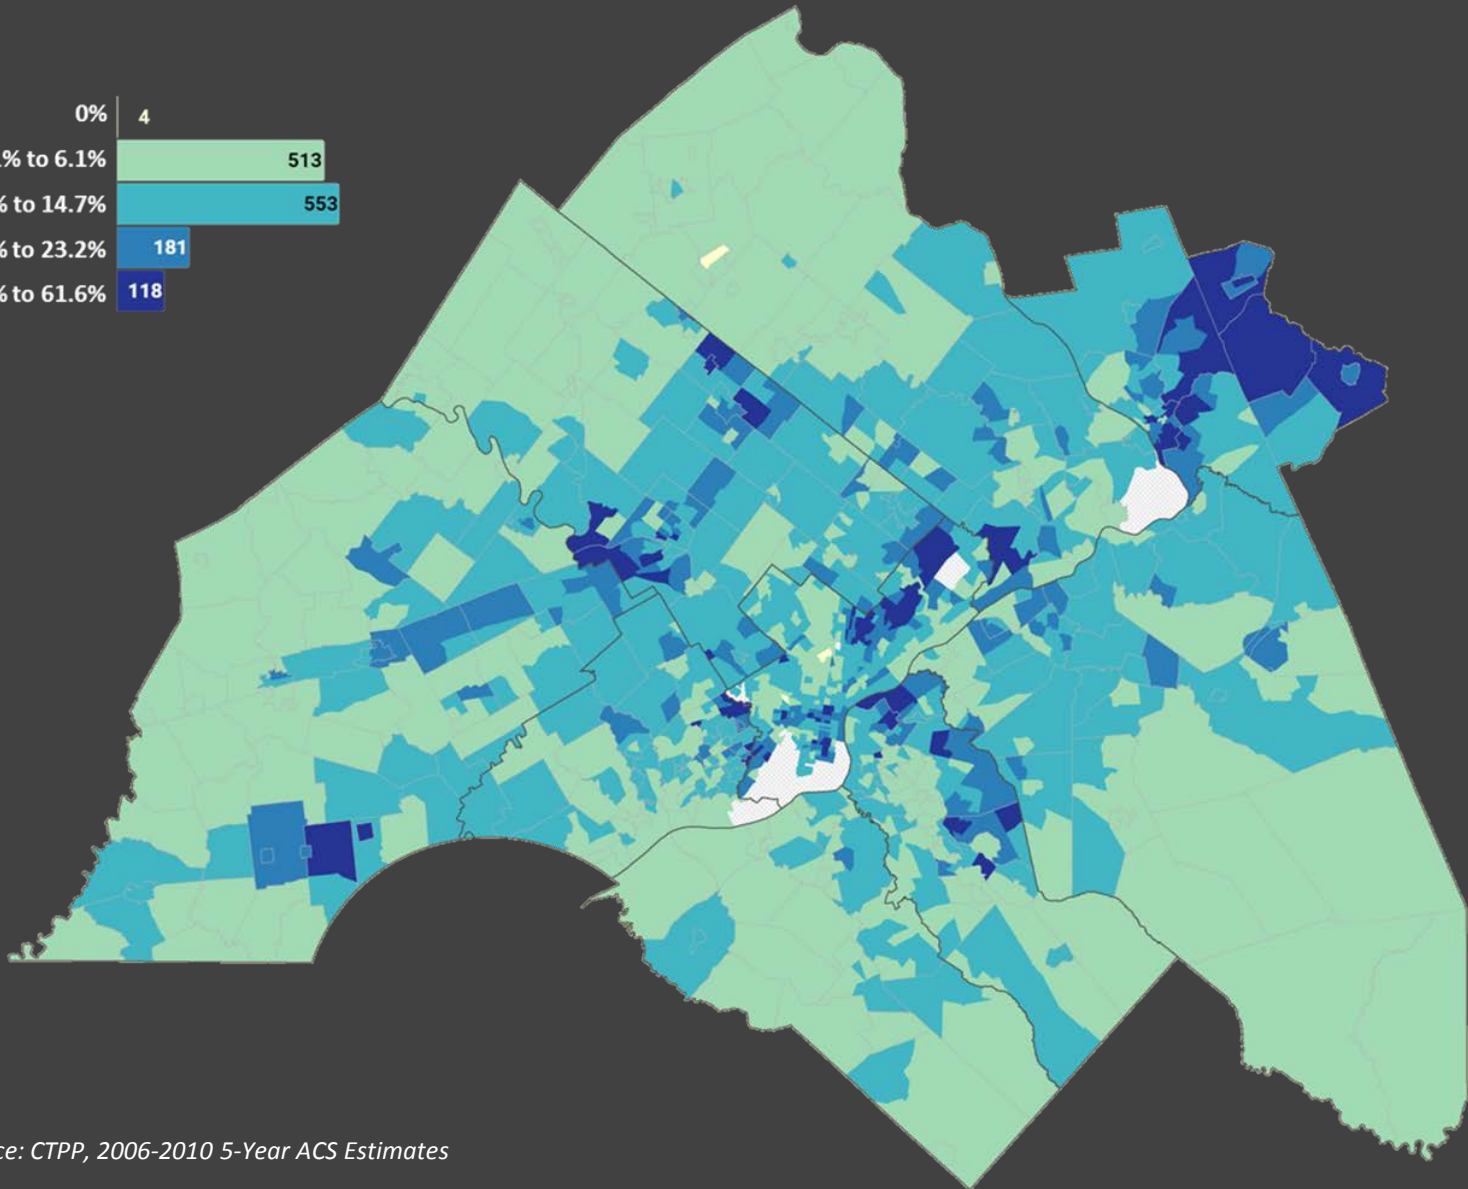 0%
4
% to 6.1%
513
% to 14.7%
553
% to 23.2%
181
% to 61.6%
118
ce: CTPP, 2006-2010 5-Year ACS Estimates